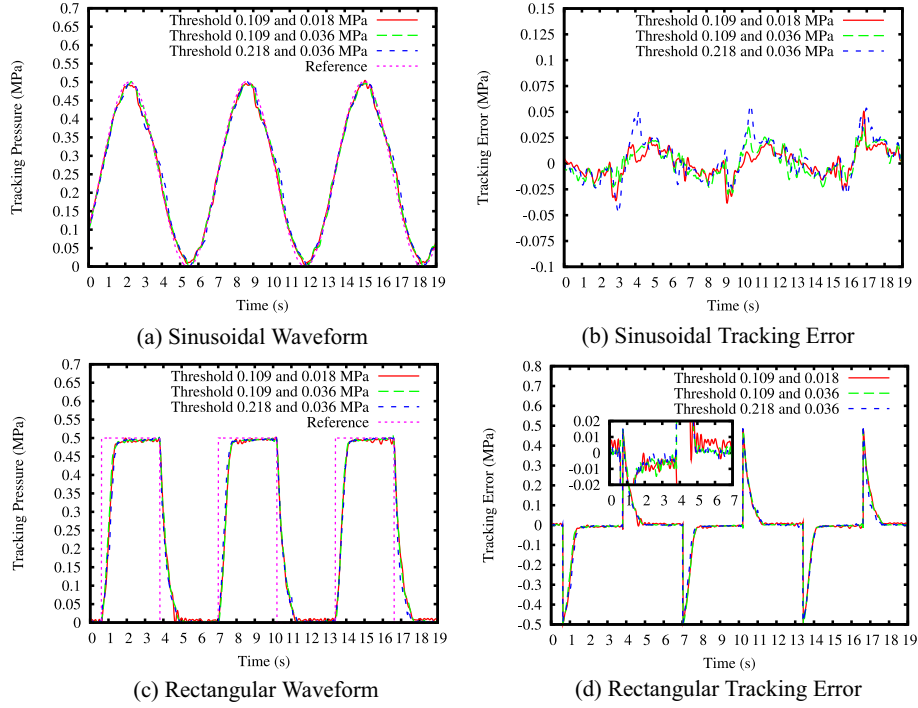 Threshold 0.109 and 0.018 MPa
Threshold 0.109 and 0.036 MPa
Threshold 0.218 and 0.036 MPa
Reference
Tracking Pressure (MPa)
0.7
0.65
0.6
0.55
0.5
0.45
0.4
0.35
0.3
0.25
0.2
0.15
0.1
0.05
0
0 1 2 3 4 5 6 7 8 9 10 11 12 13 14 15 16 17 18 19
Time (s)
(a) Sinusoidal Waveform
Threshold 0.109 and 0.018 MPa
Threshold 0.109 and 0.036 MPa
Threshold 0.218 and 0.036 MPa
Tracking Error (MPa)
0.15
0.125
0.1
0.075
0.05
0.025
0
-0.025
-0.05
-0.075
-0.1
0 1 2 3 4 5 6 7 8 9 10 11 12 13 14 15 16 17 18 19
Time (s)
(b) Sinusoidal Tracking Error
Threshold 0.109 and 0.018 MPa
Threshold 0.109 and 0.036 MPa
Threshold 0.218 and 0.036 MPa
Reference
Tracking Pressure (MPa)
0.7
0.65
0.6
0.55
0.5
0.45
0.4
0.35
0.3
0.25
0.2
0.15
0.1
0.05
0
0 1 2 3 4 5 6 7 8 9 10 11 12 13 14 15 16 17 18 19
Time (s)
(c) Rectangular Waveform
Threshold 0.109 and 0.018
Threshold 0.109 and 0.036
Threshold 0.218 and 0.036
Tracking Error (MPa)
0.8
0.7
0.6
0.5
0.4
0.3
0.2
0.1
0
-0.1
-0.2
-0.3
-0.4
-0.5
0.02
0.01
0
-0.01
-0.02
0 1 2 3 4 5 6 7
0 1 2 3 4 5 6 7 8 9 10 11 12 13 14 15 16 17 18 19
Time (s)
(d) Rectangular Tracking Error